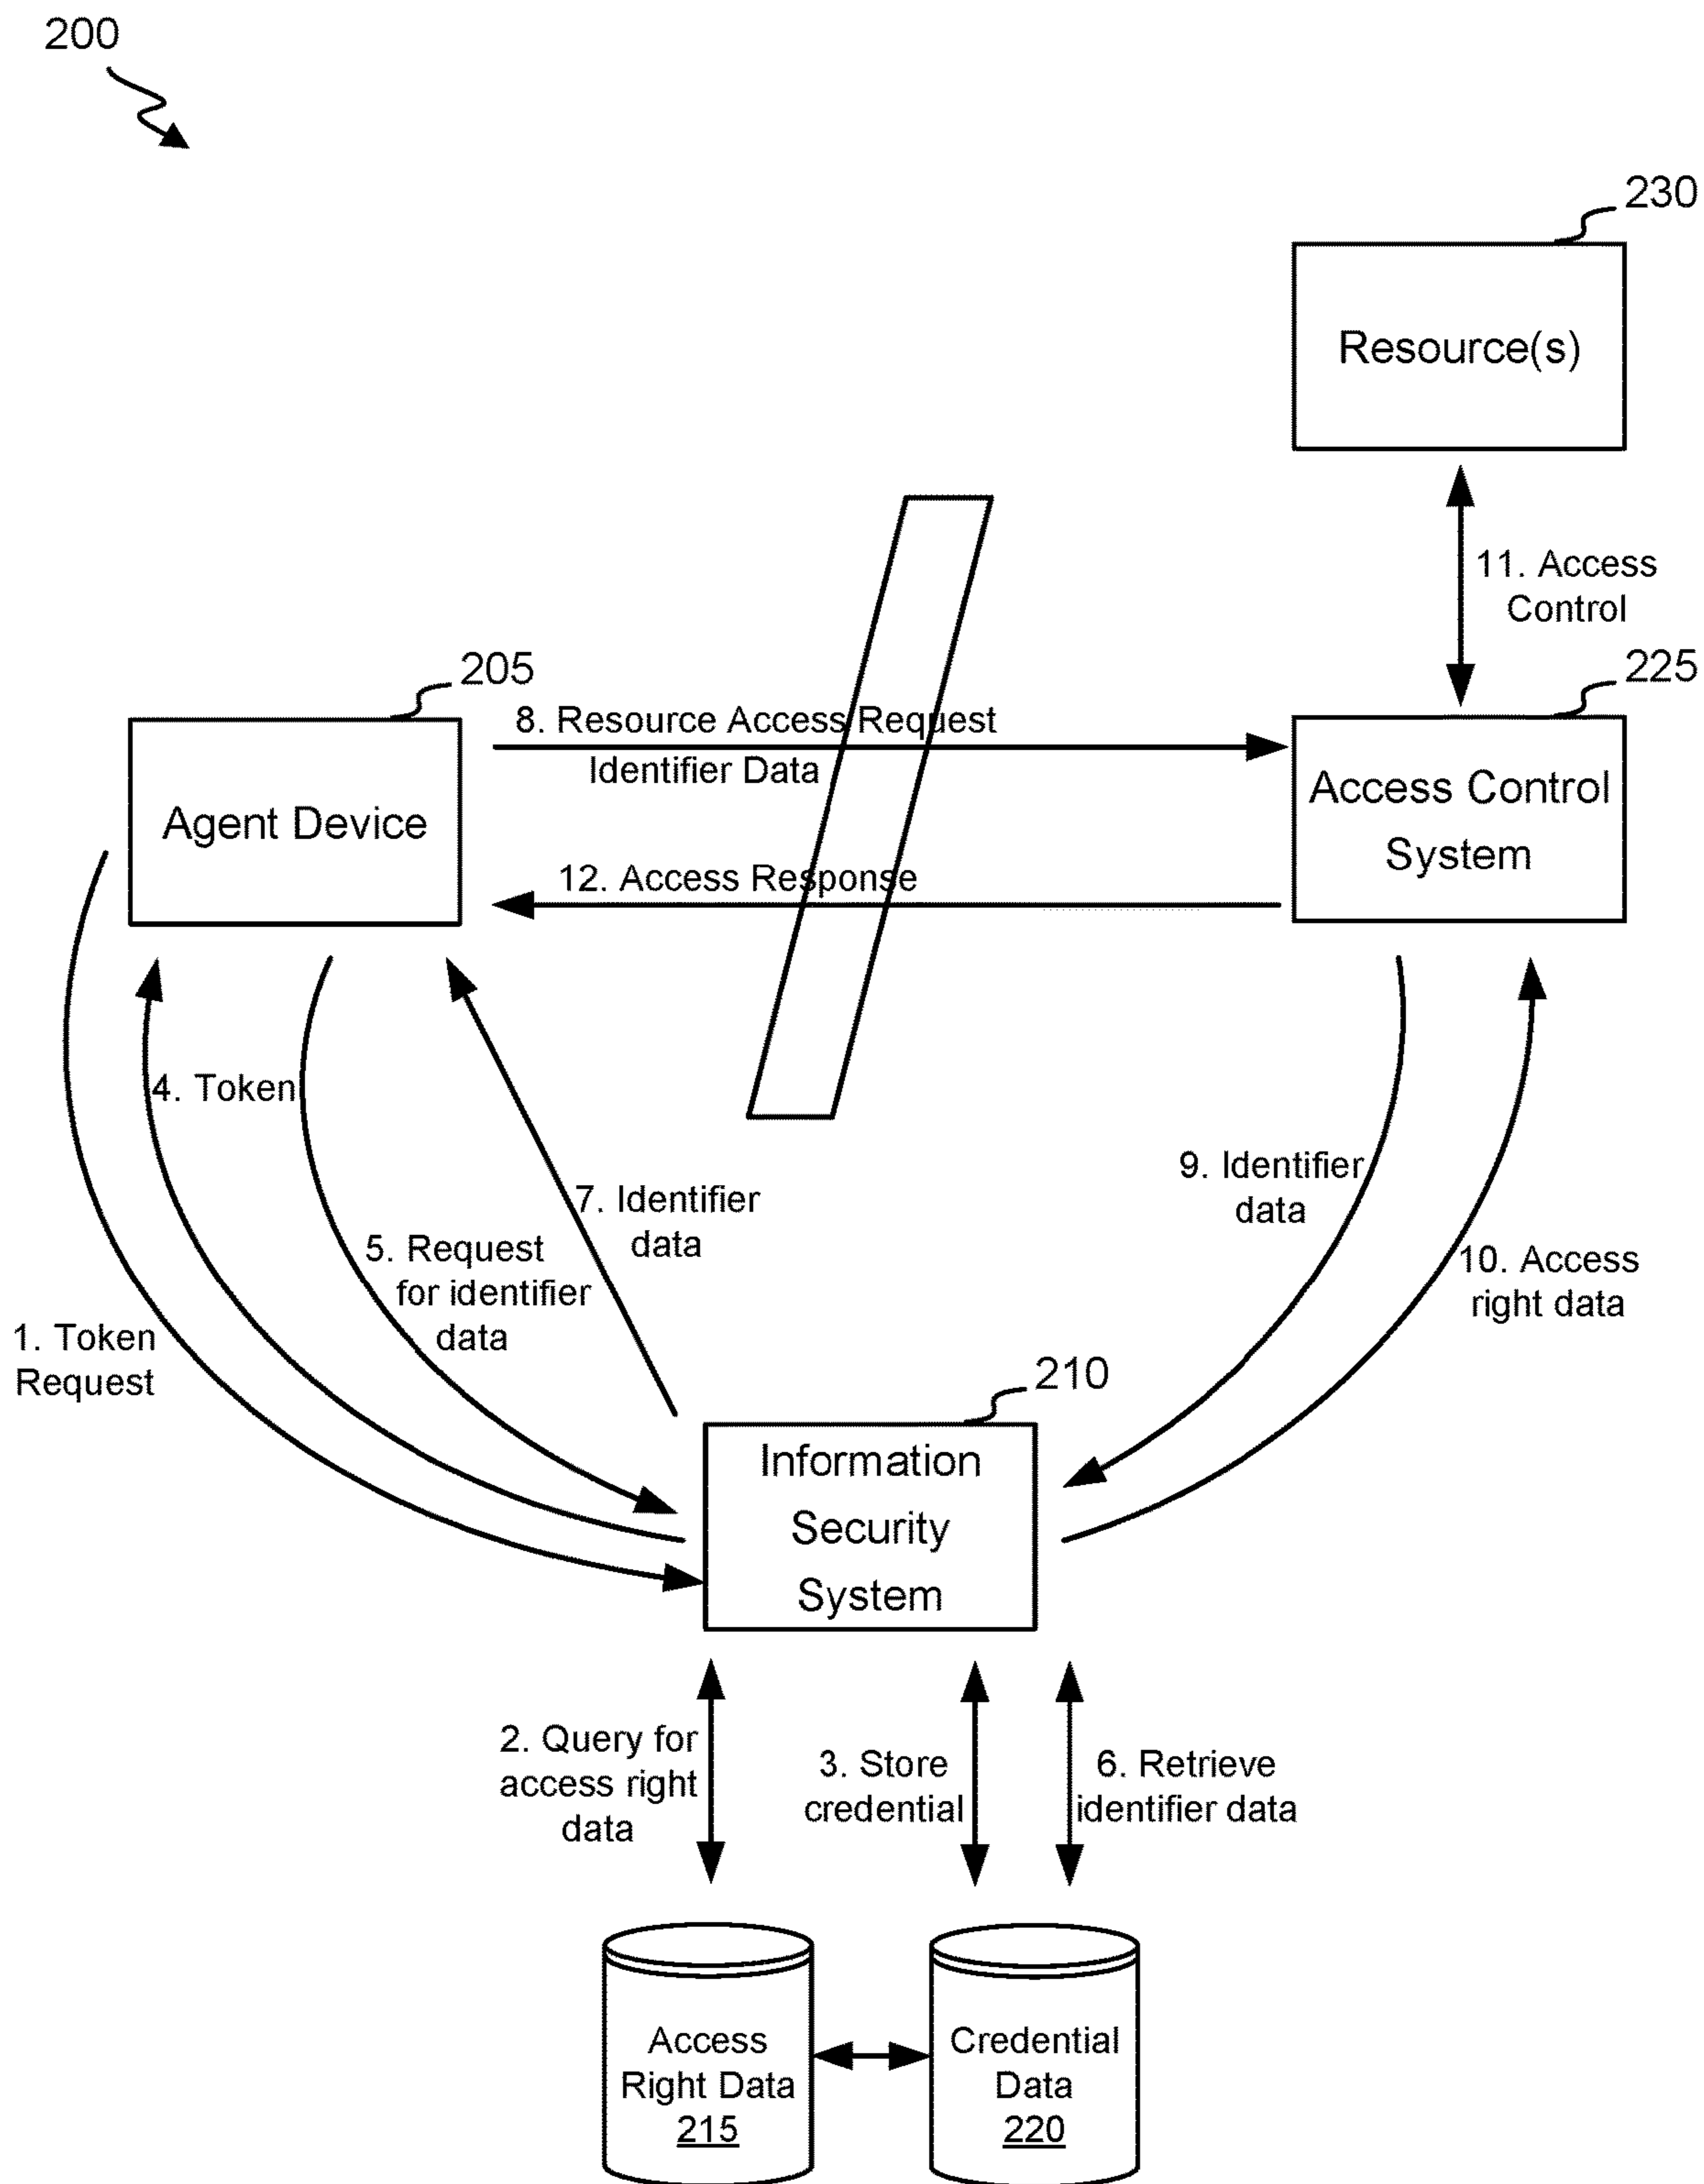 200
230
Resource(s)
11. Access
Control
205
225
8. Resource Access Request
Identifier Data
Agent Device
Access Control
System
12. Access Response
4. Token
9. Identifier
data
7. Identifier
data
5. Request
for identifier
data
10. Access
right data
1. Token
Request
210
Information
Security
System
2. Query for
access right
data
3. Store
credential
6. Retrieve
identifier data
Access
Right Data
215
Credential
Data
220